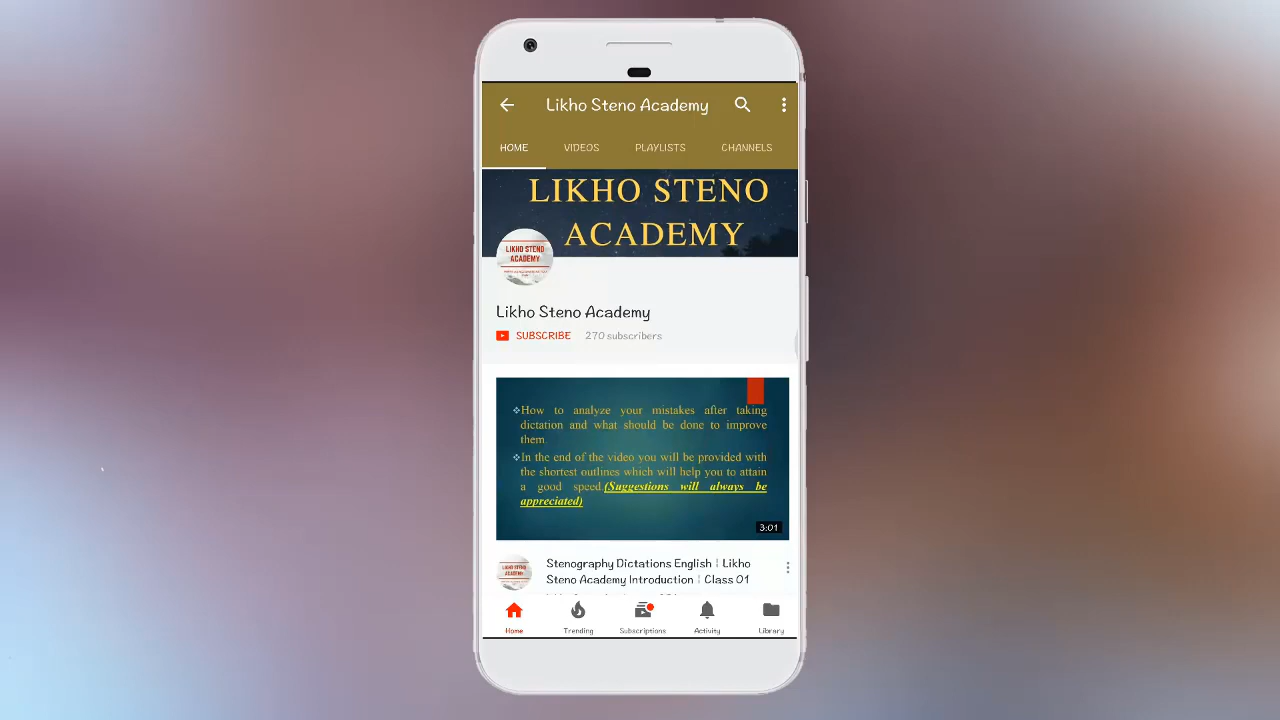 Likho Steno Academy
HOME VIDEOS PLAYLISTS CHANNELS
LIKHO STENO
ACADEMY
LIKHO STENO
ACADEMY
Likho Steno Academy
SUBSCRIBE 270 subscribers
❖How to analyze your mistakes after taking
dictation and what should be done to improve
them.
❖In the end of the video you will be provided with
the shortest outlines which will help you to attain
a good speed.(Suggestions will always be
appreciated)
3:01
Stenography Dictations English | Likho
Steno Academy Introduction | Class 01
LIKHO STENO
ACADEMY
Home Trending Subscriptions Activity Library